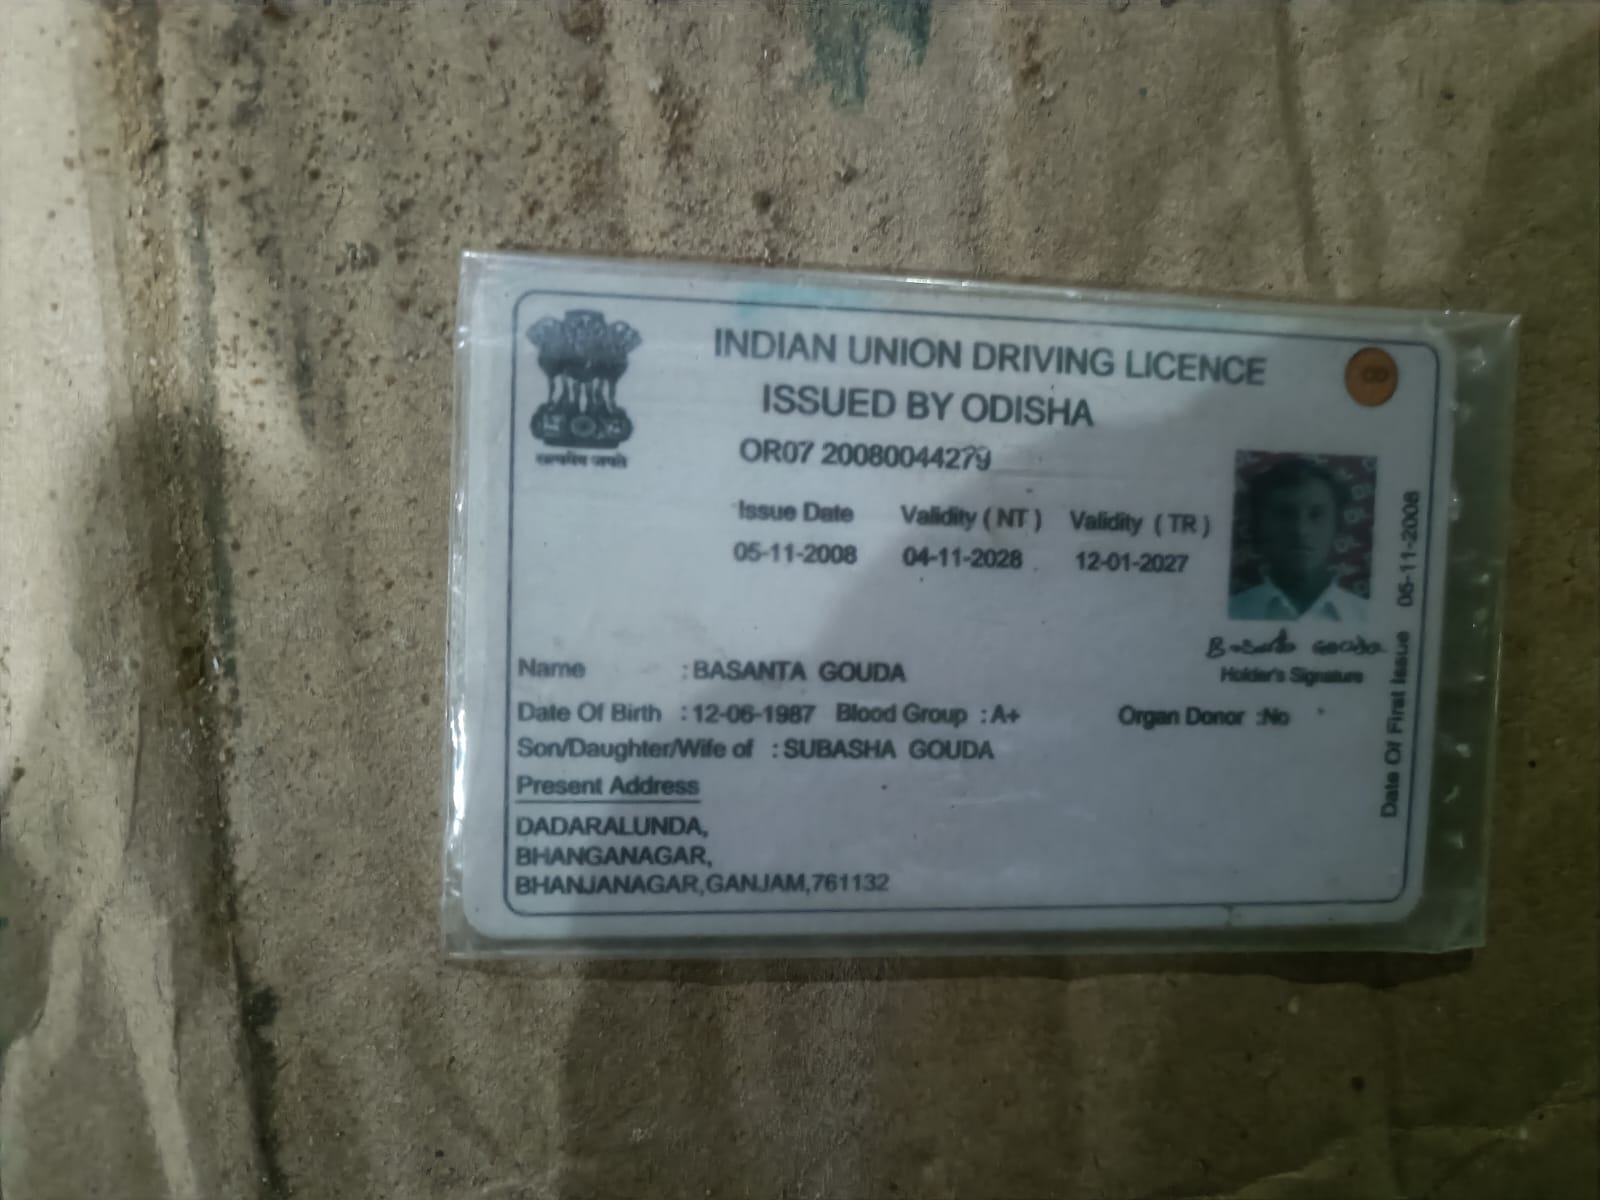 INDIAN UNION DRIVING LICENCE
ISSUED BY ODISHA
OR07 20080044279
Issue Date Validity ( NT ) Validity ( TR )
05-11-2008 04-11-2028 12-01-2027
सत्यमेव जयते
Holder's Signature
Date Of First Issue 05-11-2008
Name : BASANTA GOUDA
Date Of Birth : 12-06-1987 Blood Group : A+ Organ Donor :No
Son/Daughter/Wife of : SUBASHA GOUDA
Present Address
DADARALUNDA,
BHANGANAGAR,
BHANJANAGAR,GANJAM,761132